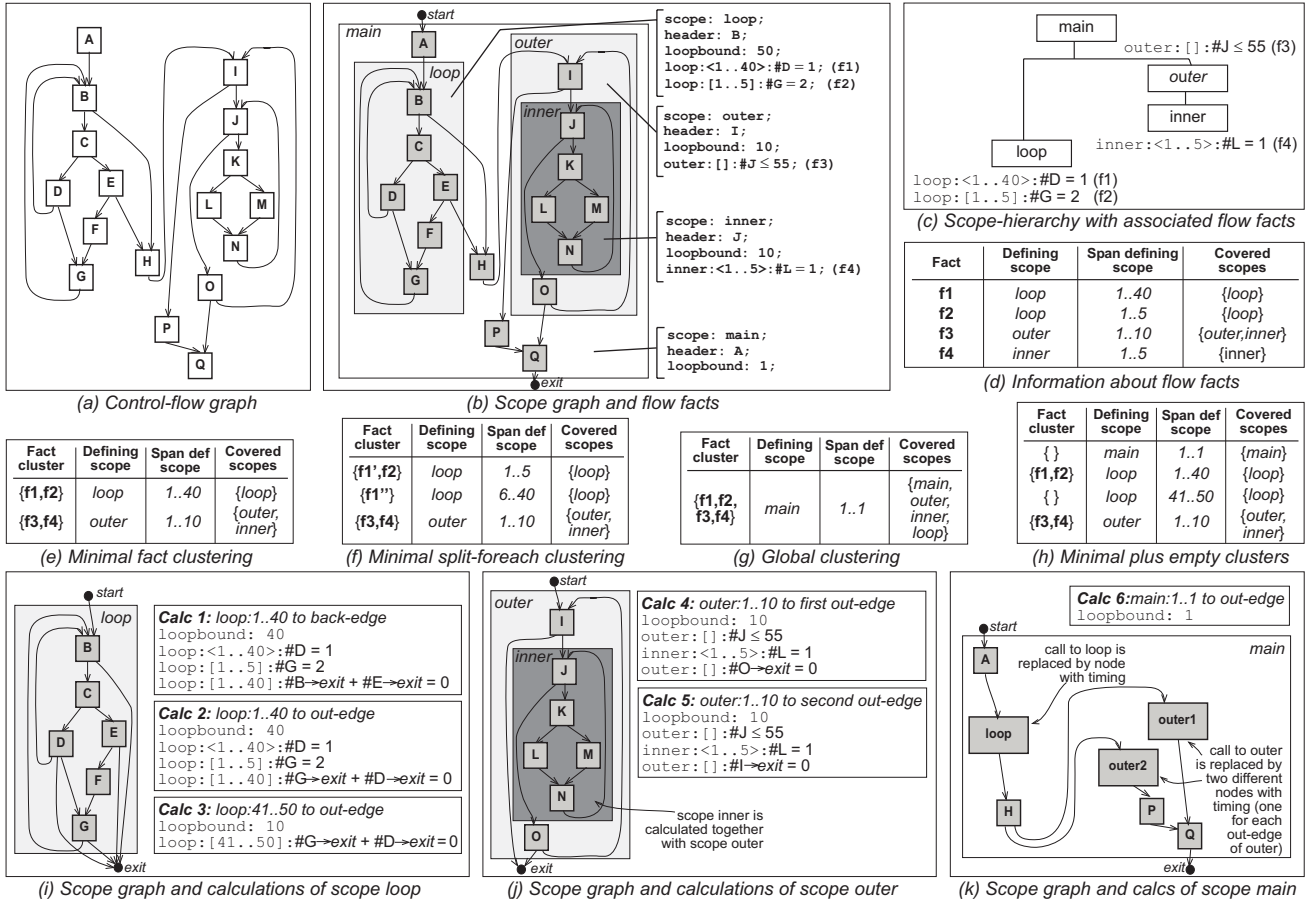 A
B
C
D
E
F
G
H
I
J
K
L
M
N
O
P
Q
(a) Control-flow graph
start
main
A
outer
loop
I
B
inner
J
C
K
D
E
L
M
F
N
G
H
O
P
Q
exit
scope: loop;
header: B;
loopbound: 50;
loop:<1..40>:#D = 1; (f1)
loop:[1..5]:#G = 2; (f2)
scope: outer;
header: I;
loopbound: 10;
outer:[]:#J ≤ 55; (f3)
scope: inner;
header: J;
loopbound: 10;
inner:<1..5>:#L = 1; (f4)
scope: main;
header: A;
loopbound: 1;
(b) Scope graph and flow facts
main
outer:[]:#J ≤ 55 (f3)
outer
inner
inner:<1..5>:#L = 1 (f4)
loop
loop:<1..40>:#D = 1 (f1)
loop:[1..5]:#G = 2 (f2)
(c) Scope-hierarchy with associated flow facts
Fact Defining scope Span defining scope Covered scopes
f1 loop 1..40 {loop}
f2 loop 1..5 {loop}
f3 outer 1..10 {outer,inner}
f4 inner 1..5 {inner}
(d) Information about flow facts
Fact cluster Defining scope Span def scope Covered scopes
{f1,f2} loop 1..40 {loop}
{f3,f4} outer 1..10 {outer, inner}
(e) Minimal fact clustering
Fact cluster Defining scope Span def scope Covered scopes
{f1',f2} loop 1..5 {loop}
{f1''} loop 6..40 {loop}
{f3,f4} outer 1..10 {outer, inner}
(f) Minimal split-foreach clustering
Fact cluster Defining scope Span def scope Covered scopes
{f1,f2, f3,f4} main 1..1 {main, outer, inner, loop}
(g) Global clustering
Fact cluster Defining scope Span def scope Covered scopes
{ } main 1..1 {main}
{f1,f2} loop 1..40 {loop}
{ } loop 41..50 {loop}
{f3,f4} outer 1..10 {outer, inner}
(h) Minimal plus empty clusters
start
loop
B
C
D
E
F
G
exit
Calc 1: loop:1..40 to back-edge
loopbound: 40
loop:<1..40>:#D = 1
loop:[1..5]:#G = 2
loop:[1..40]:#B→exit + #E→exit = 0
Calc 2: loop:1..40 to out-edge
loop:<1..40>:#D = 1
loop:[1..5]:#G = 2
loop:[1..40]:#G→exit + #D→exit = 0
Calc 3: loop:41..50 to out-edge
loopbound: 10
loop:[41..50]:#G→exit + #D→exit = 0
(i) Scope graph and calculations of scope loop
start
outer
I
inner
J
K
L
M
N
O
exit
Calc 4: outer:1..10 to first out-edge
loopbound: 10
outer:[]:#J ≤ 55
inner:<1..5>:#L = 1
outer:[]:#O→exit = 0
Calc 5: outer:1..10 to second out-edge
loopbound: 10
outer:[]:#J ≤ 55
inner:<1..5>:#L = 1
outer:[]:#I→exit = 0
scope inner is
calculated together
with scope outer
(j) Scope graph and calculations of scope outer
Calc 6:main:1..1 to out-edge
loopbound: 1
start
main
A
call to loop is
replaced by node
with timing
loop
outer1
outer2
call to outer
is replaced by
two different
nodes with
timing (one
for each
out-edge
of outer)
H
P
Q
exit
(k) Scope graph and calcs of scope main